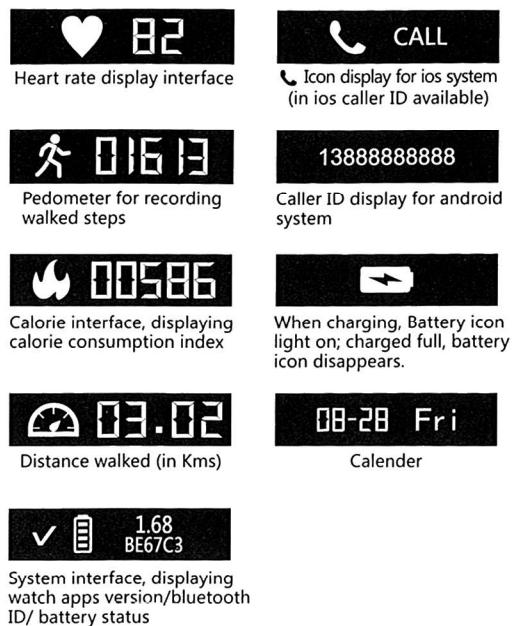 82
Heart rate display interface
01613
Pedometer for recording
walked steps
00586
Calorie interface, displaying
calorie consumption index
03.02
Distance walked (in Kms)
1.68
BE67C3
System interface, displaying
watch apps version/bluetooth
ID/ battery status
CALL
Icon display for ios system
(in ios caller ID available)
13888888888
Caller ID display for android
system
When charging, Battery icon
light on; charged full, battery
icon disappears.
08-28 Fri
Calender